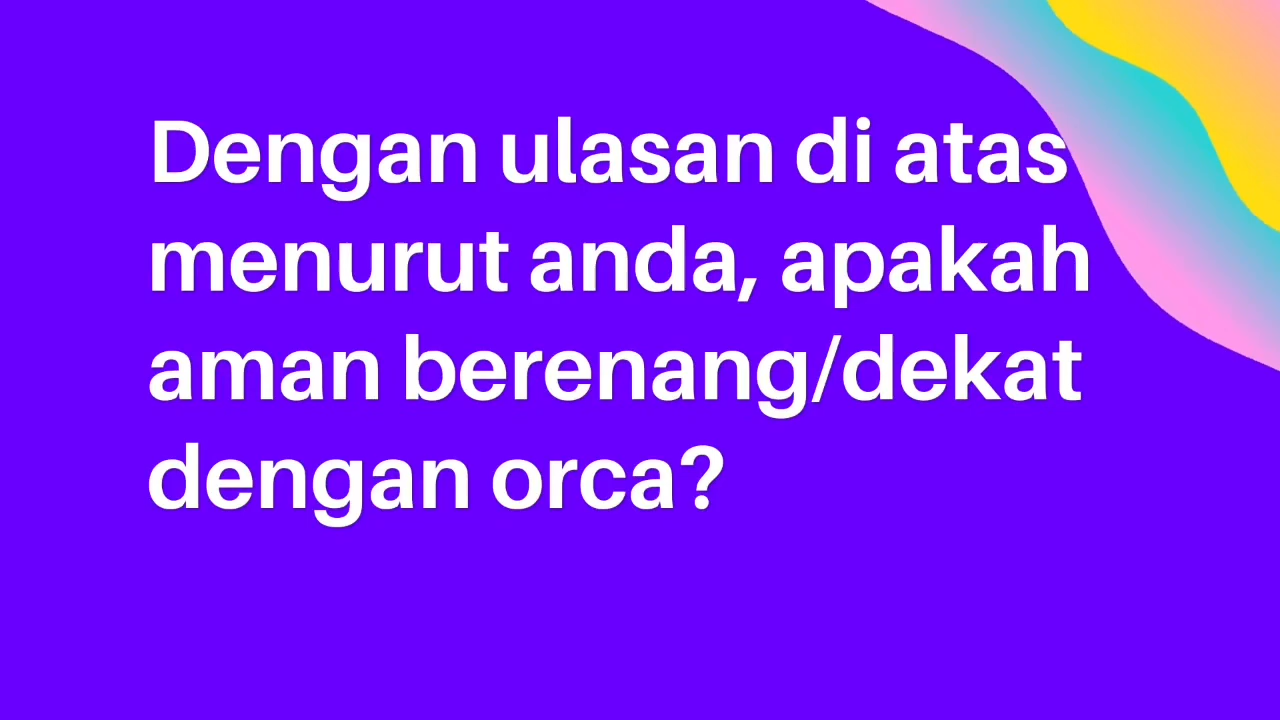 Dengan ulasan di atas
menurut anda, apakah
aman berenang/dekat
dengan orca?